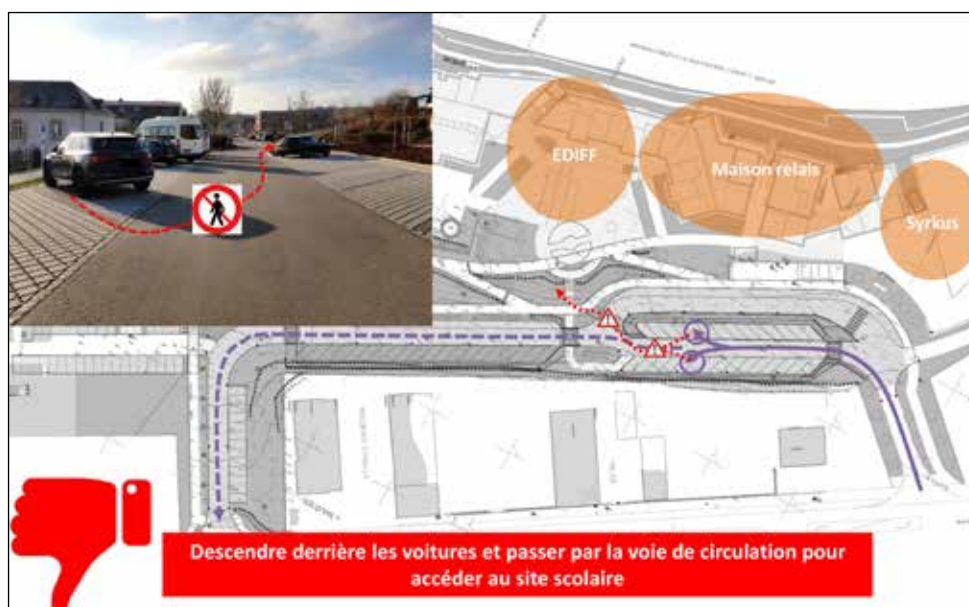 EDIFF
Maison relais
Syrkus
Descendre derrière les voitures et passer par la voie de circulation pour
accéder au site scolaire